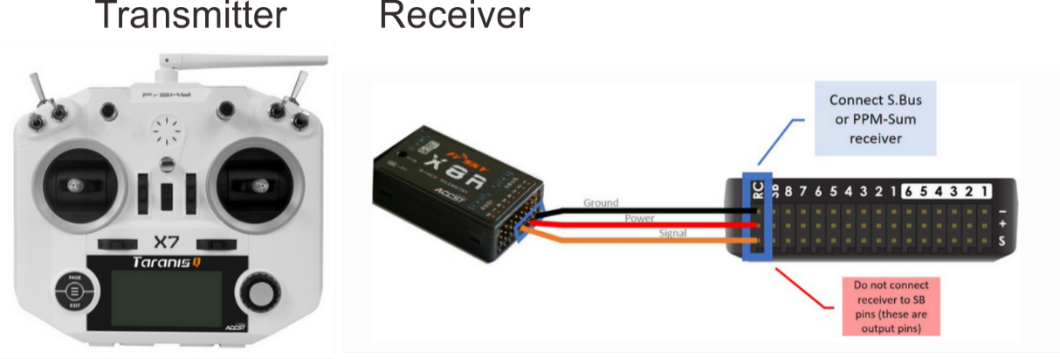 Transmitter Receiver
FrSKY
X7
Taranis Q
PAGE
EXIT
ACCST
FrSKY
X8R
ACCST
Ground
Power
Signal
Connect S.Bus
or PPM-Sum
receiver
RC SB 8 7 6 5 4 3 2 1 6 5 4 3 2 1
−
+
S
Do not connect
receiver to SB
pins (these are
output pins)